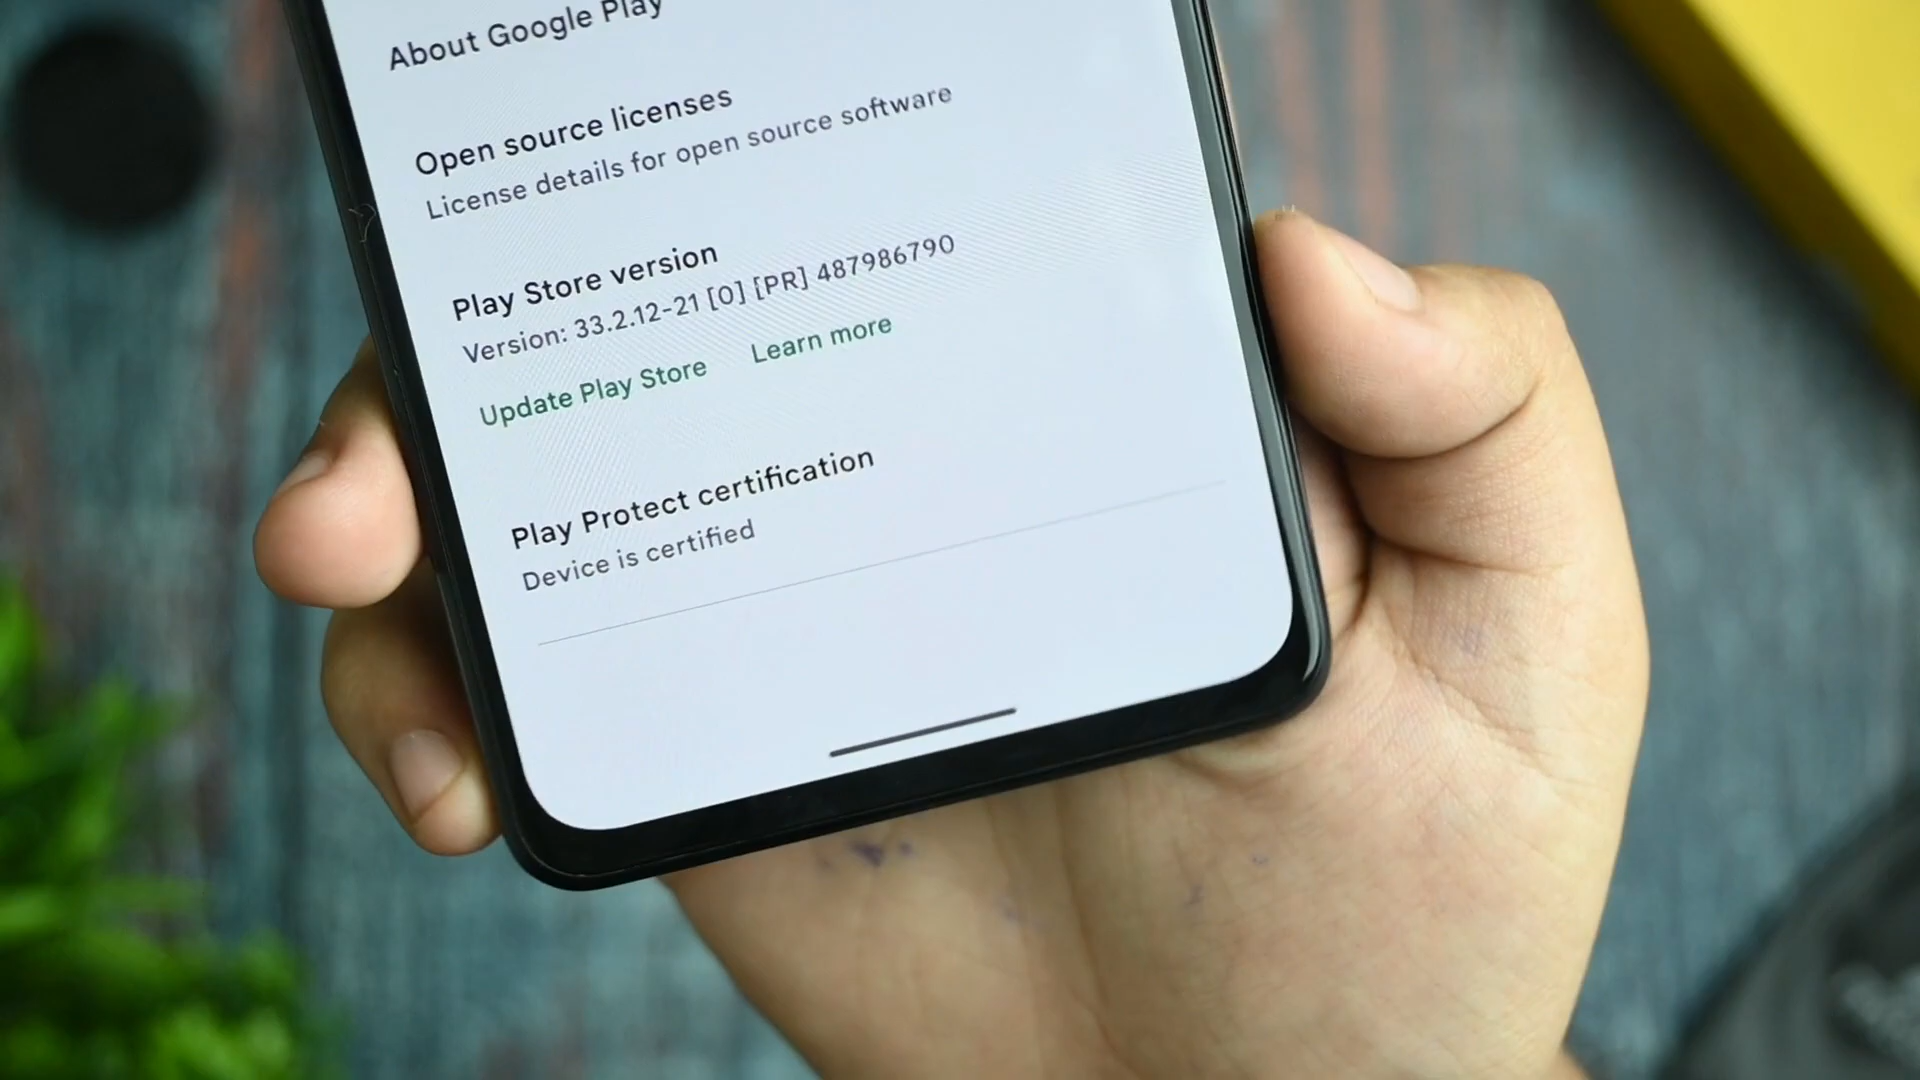 About Google Play
Open source licenses
License details for open source software
Play Store version
Version: 33.2.12-21 [0] [PR] 487986790
Update Play Store Learn more
Play Protect certification
Device is certified